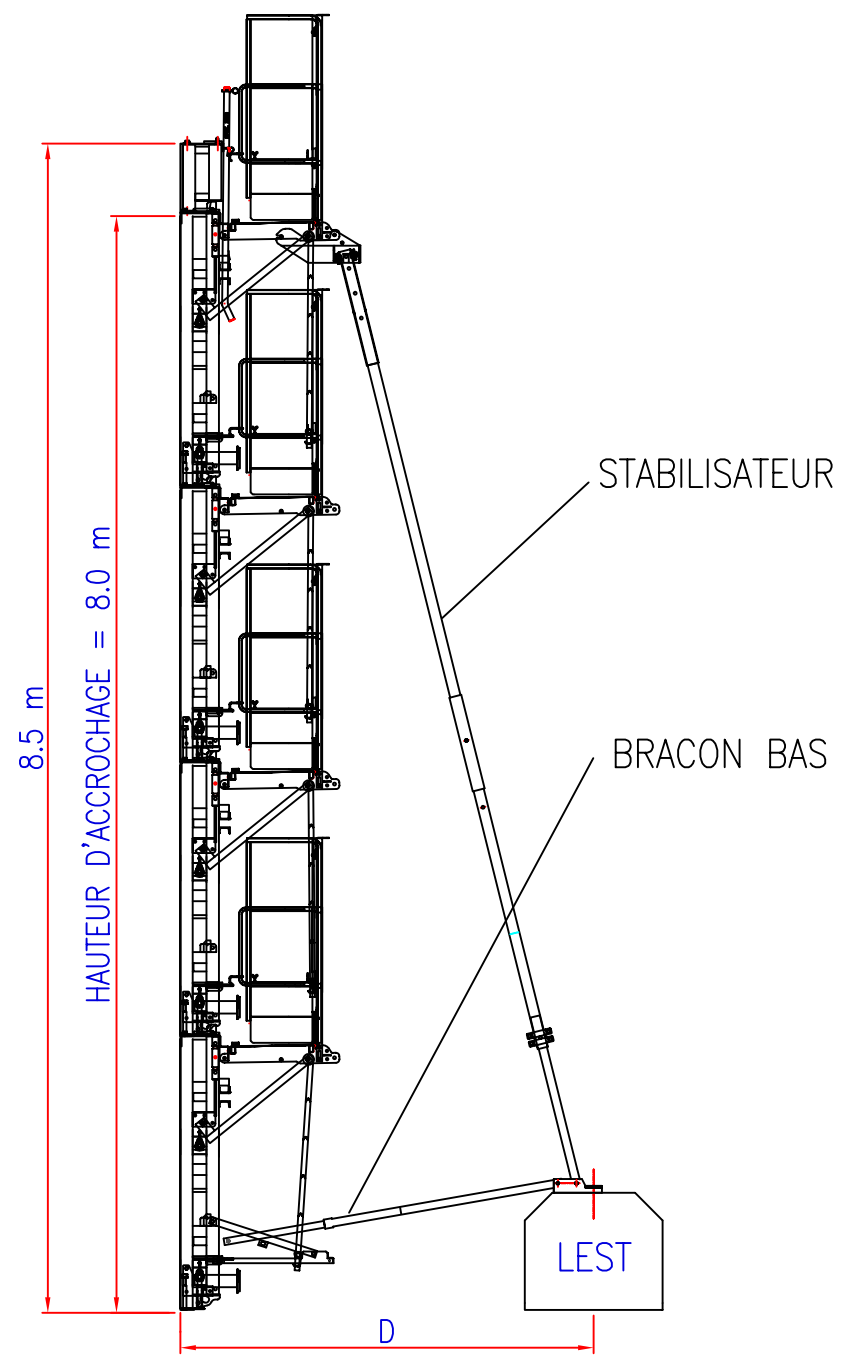 STABILISATEUR
8.5 m
HAUTEUR D'ACCROCHAGE = 8.0 m
BRACON BAS
LEST
D